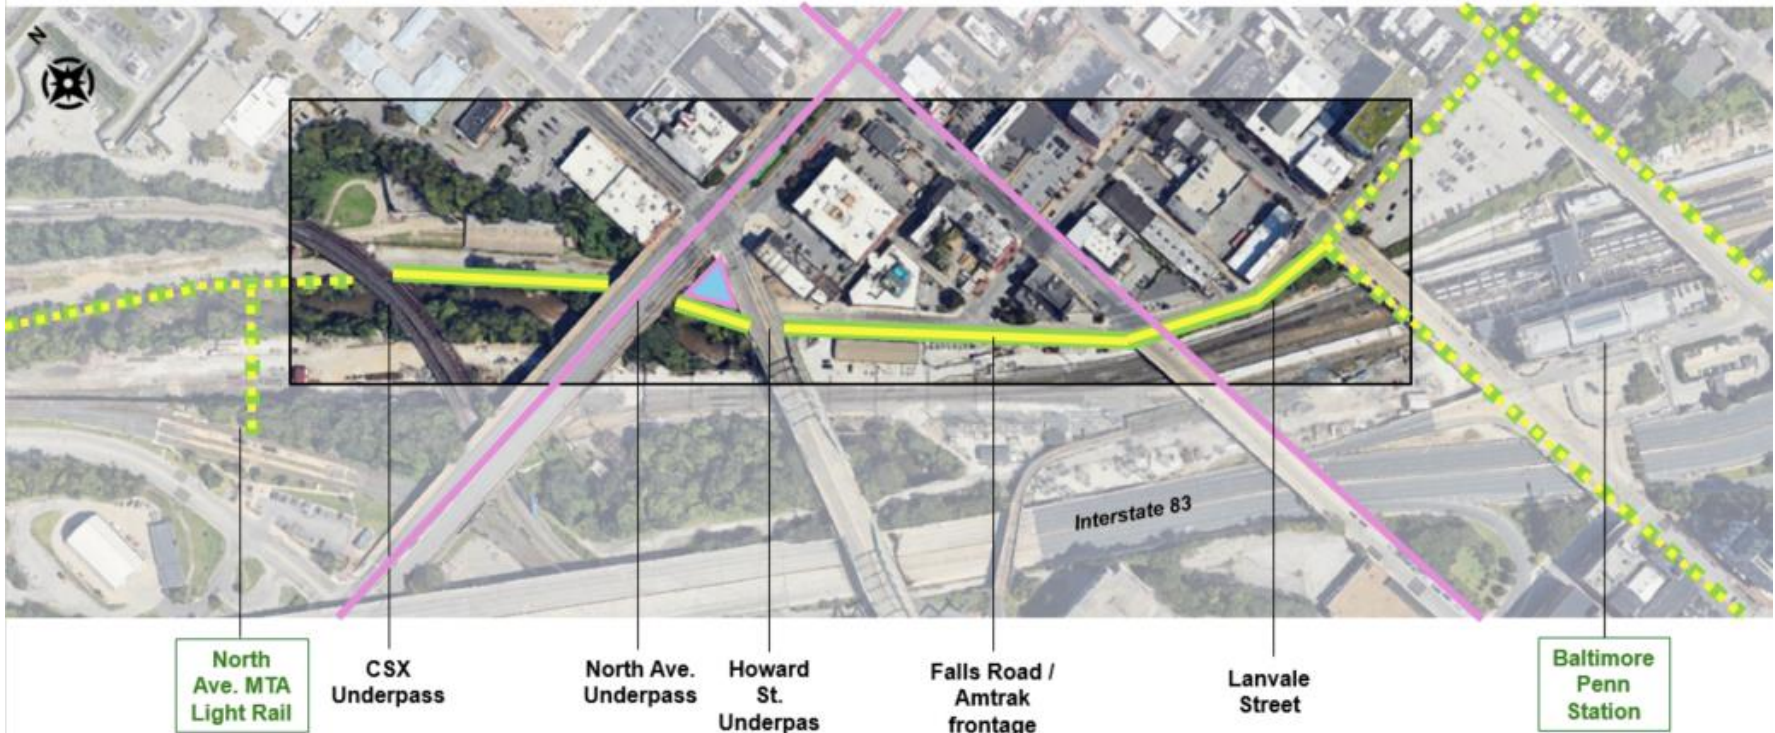 N
Interstate 83
North
Ave. MTA
Light Rail
CSX
Underpass
North Ave.
Underpass
Howard
St.
Underpas
Falls Road /
Amtrak
frontage
Lanvale
Street
Baltimore
Penn
Station